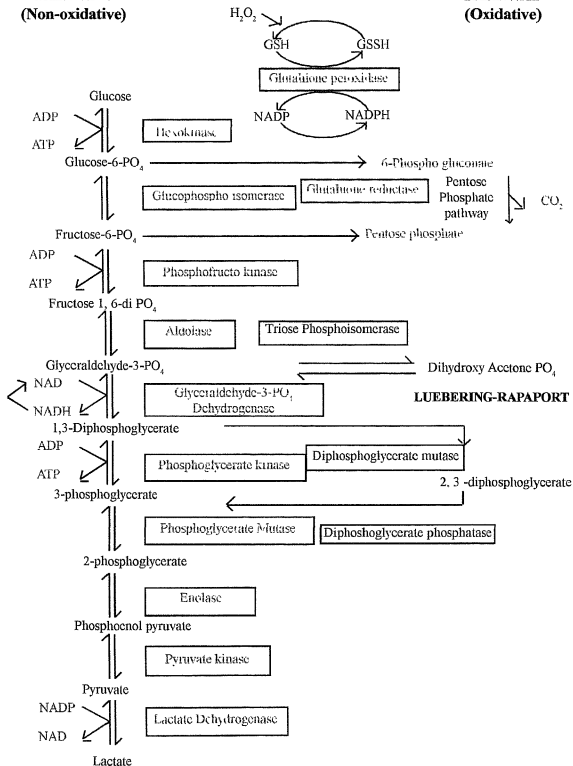 (Non-oxidative)
(Oxidative)
H₂O₂
GSH
GSSH
Glutathione peroxidase
NADP
NADPH
Glucose
ADP
ATP
Hexokinase
Glucose-6-PO₄
6-Phospho gluconate
Glucophospho isomerase
Glutathione reductase
Pentose
Phosphate
pathway
CO₂
Fructose-6-PO₄
Pentose phosphate
ADP
ATP
Phosphofructo kinase
Fructose 1, 6-di PO₄
Aldolase
Triose Phosphoisomerase
Glyceraldehyde-3-PO₄
Dihydroxy Acetone PO₄
NAD
NADH
Glyceraldehyde-3-PO₄
Dehydrogenase
LUEBERING-RAPAPORT
1,3-Diphosphoglycerate
ADP
ATP
Phosphoglycerate kinase
Diphosphoglycerate mutase
3-phosphoglycerate
2, 3 -diphosphoglycerate
Phosphoglycerate Mutase
Diphoshoglycerate phosphatase
2-phosphoglycerate
Enolase
Phosphoenol pyruvate
Pyruvate kinase
Pyruvate
NADP
NAD
Lactate Dehydrogenase
Lactate